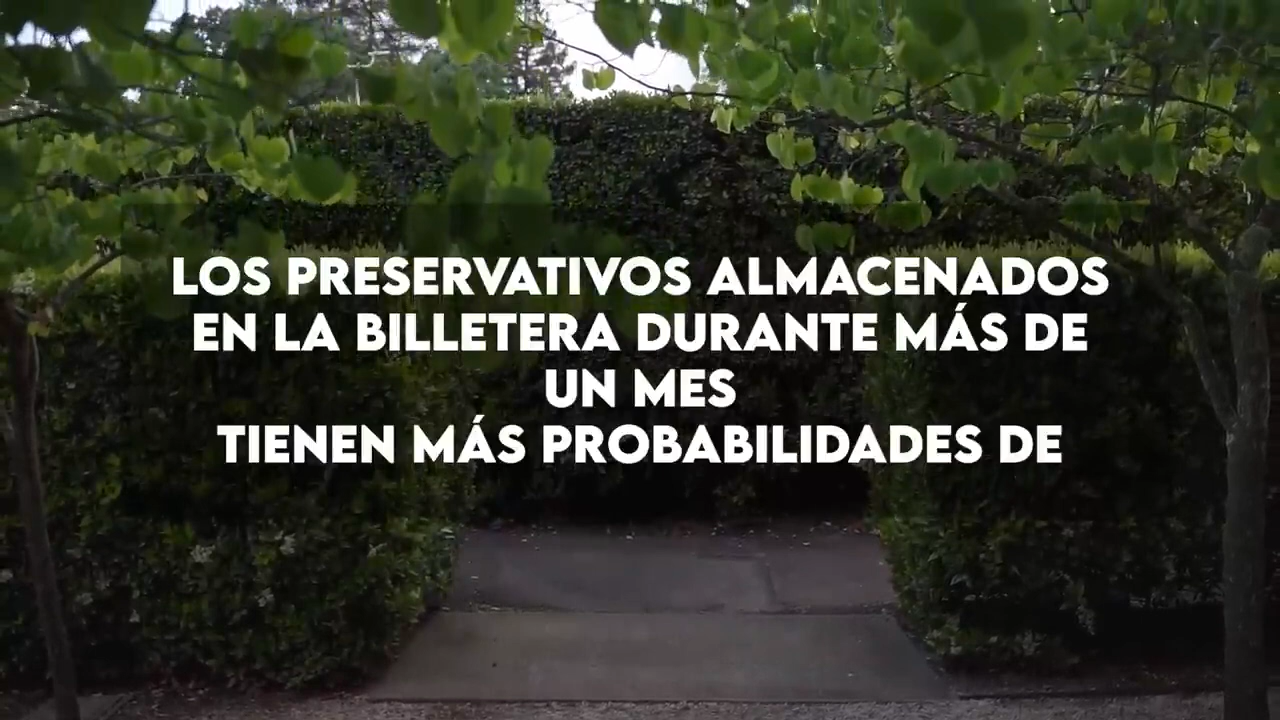 LOS PRESERVATIVOS ALMACENADOS
EN LA BILLETERA DURANTE MÁS DE
UN MES
TIENEN MÁS PROBABILIDADES DE